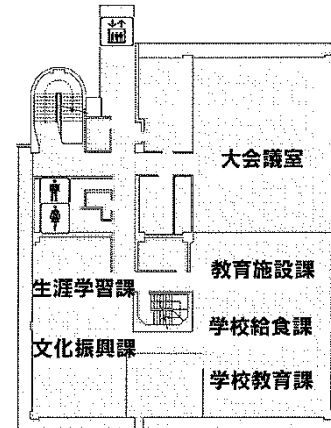 大会議室
教育施設課
生涯学習課
学校給食課
文化振興課
学校教育課